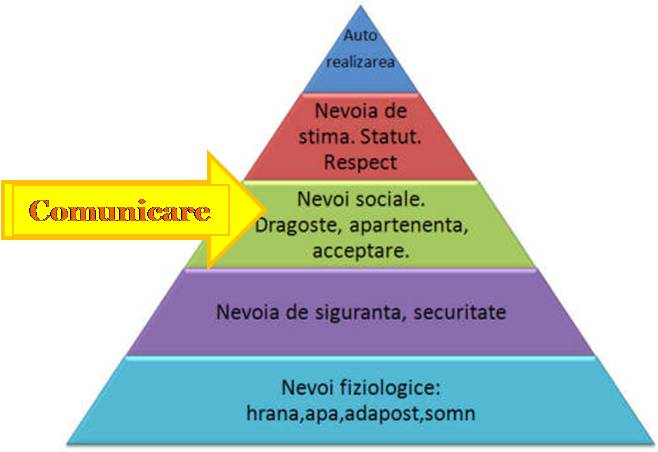 Auto
realizarea
Nevoia de
stima. Statut.
Respect
Comunicare
Nevoi sociale.
Dragoste, apartenenta,
acceptare.
Nevoia de siguranta, securitate
Nevoi fiziologice:
hrana,apa,adapost,somn